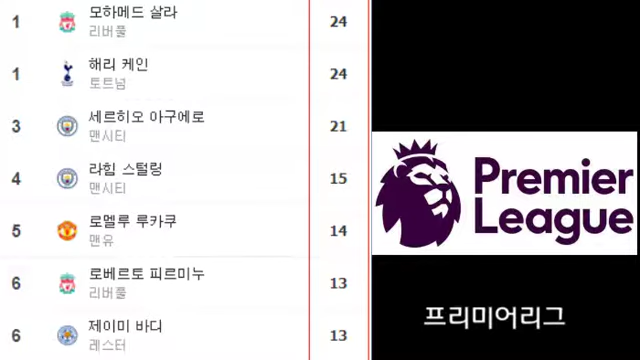 1
모하메드 살라
리버풀
24
1
해리 케인
토트넘
24
3
세르히오 아구에로
맨시티
21
4
라힘 스털링
맨시티
15
5
로멜루 루카쿠
맨유
14
6
로베르토 피르미누
리버풀
13
6
제이미 바디
레스터
13
Premier
League
프리미어리그